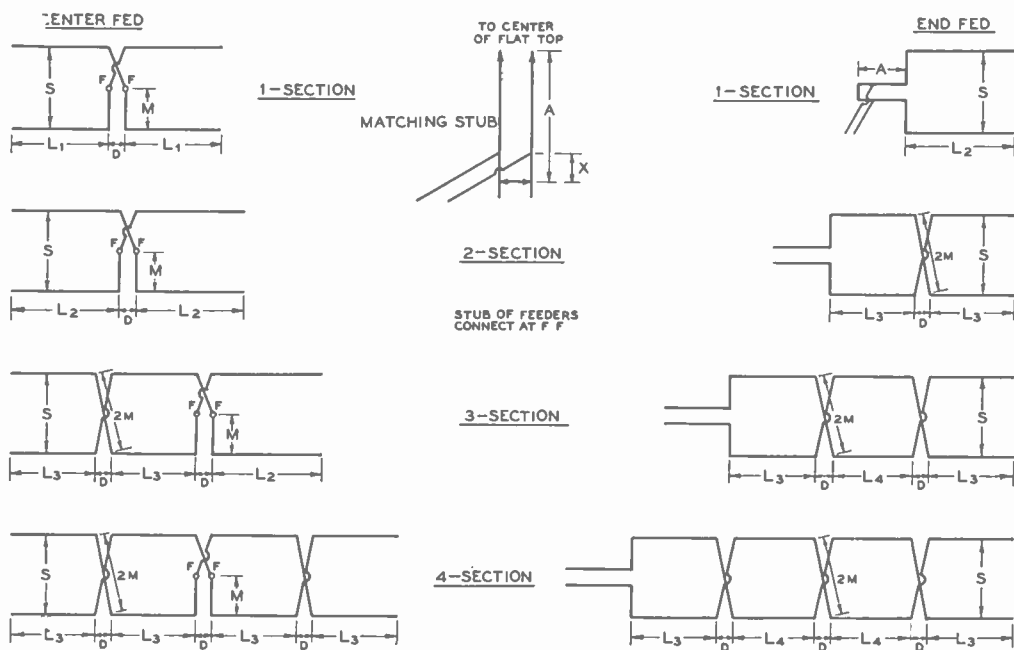 CENTER FED
S
F F
M
L₁ D L₁
1-SECTION
TO CENTER
OF FLAT TOP
A
MATCHING STUB
X
END FED
1-SECTION
A
S
L₂
S
F F
M
L₂ D L₂
2-SECTION
STUB OF FEEDERS
CONNECT AT F F
2M
S
L₃ D L₃
S
2M
F F
M
L₃ D L₃ D L₂
3-SECTION
2M
S
L₃ D L₄ D L₃
S
2M
F F
M
L₃ D L₃ D L₃ D L₃
4-SECTION
2M
S
L₃ D L₄ D L₄ D L₃